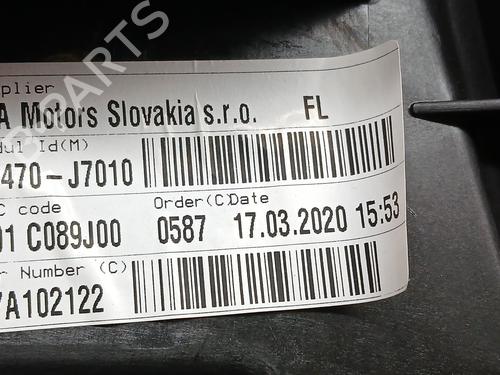 plier
A Motors Slovakia s.r.o. FL
dul Id(M)
470-J7010
C code Order(C)Date
01 C089J00 0587 17.03.2020 15:53
r Number (C)
7A102122
PARTS